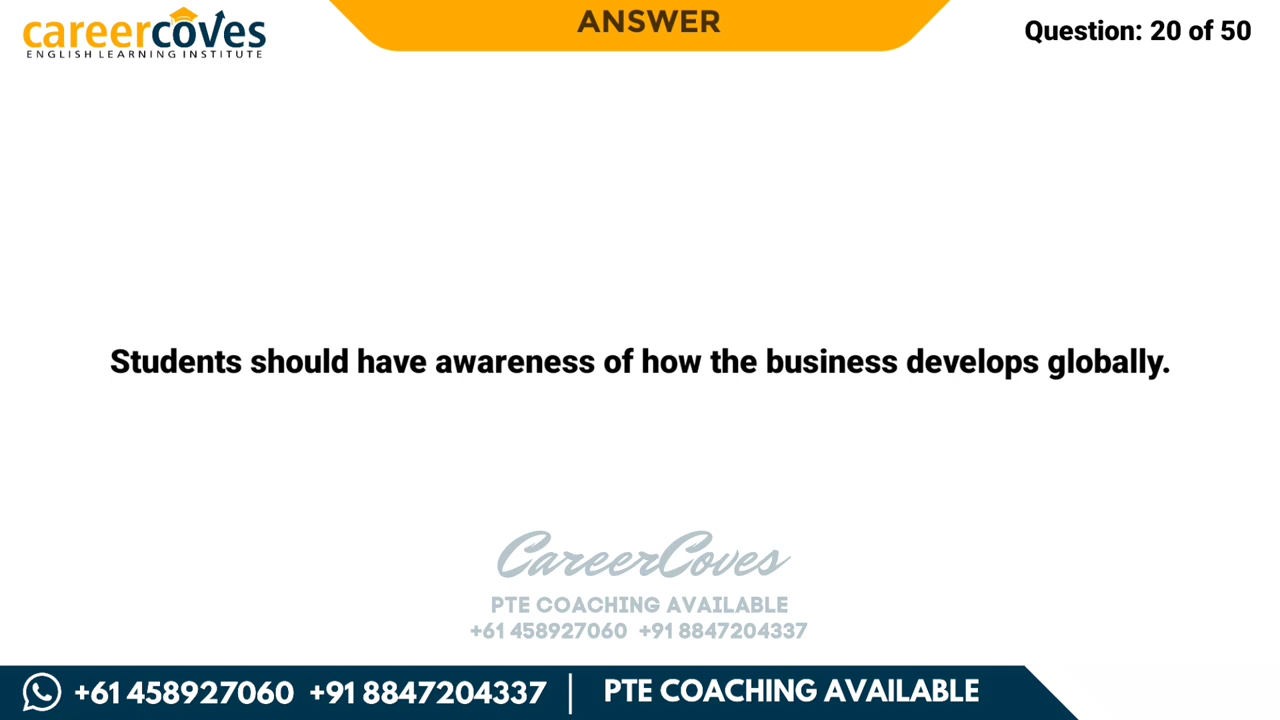 careercoves
ENGLISH LEARNING INSTITUTE
ANSWER
Question: 20 of 50
Students should have awareness of how the business develops globally.
CareerCoves
PTE COACHING AVAILABLE
+61 458927060 +91 8847204337
+61 458927060 +91 8847204337 | PTE COACHING AVAILABLE